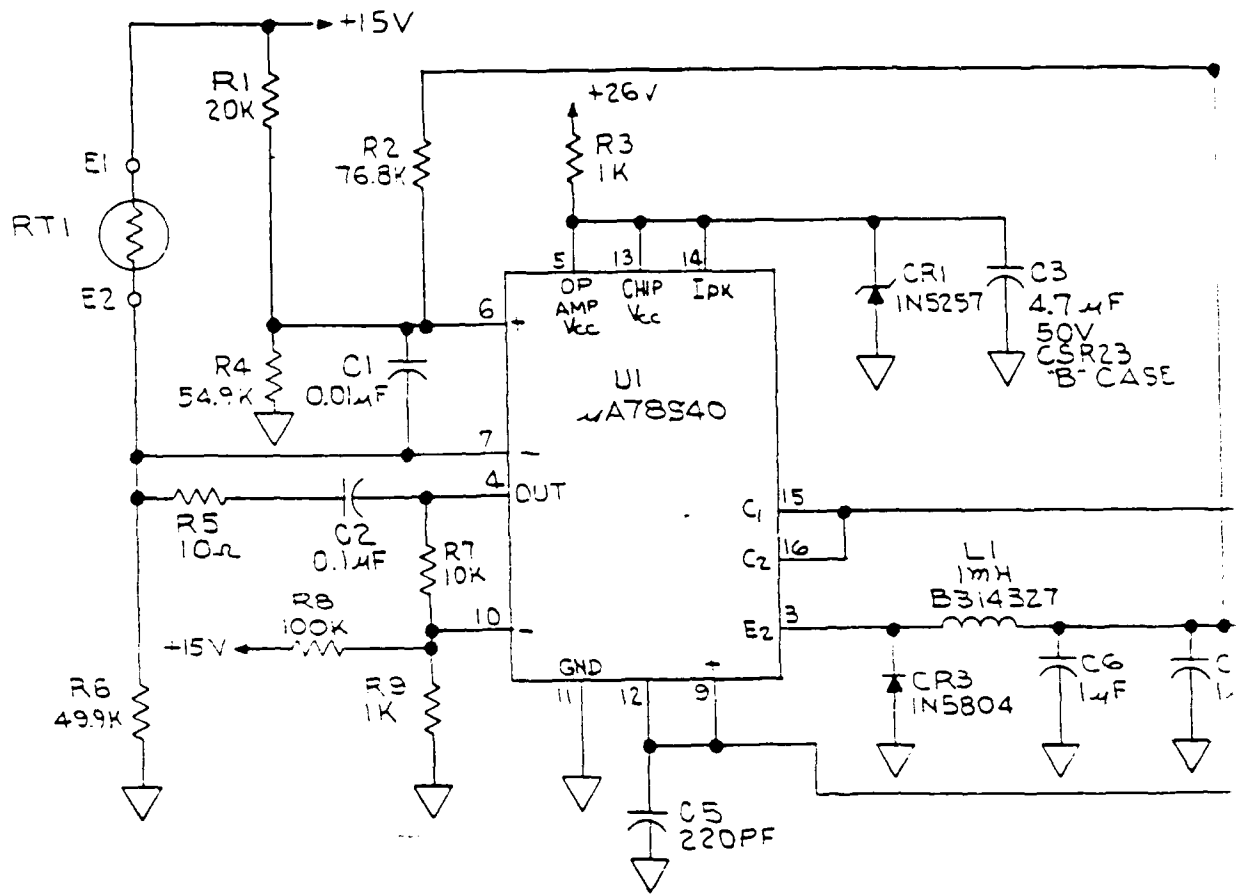 +15V
R1
20K
+26V
R2
76.8K
R3
1K
E1
RT1
E2
5
13
14
OP
AMP
Vcc
CHIP
Vcc
IPK
CR1
1N5257
C3
4.7 µF
50V
CSR23
"B" CASE
6
+
R4
54.9K
C1
0.01µF
U1
µA78S40
7
-
4
OUT
R5
10Ω
C2
0.1µF
R7
10K
C1
15
C2
16
L1
1mH
B314327
E2
3
R8
100K
10
-
+15V
GND
+
11
12
9
R6
49.9K
R9
1K
CR3
1N5804
C6
1µF
C5
220PF